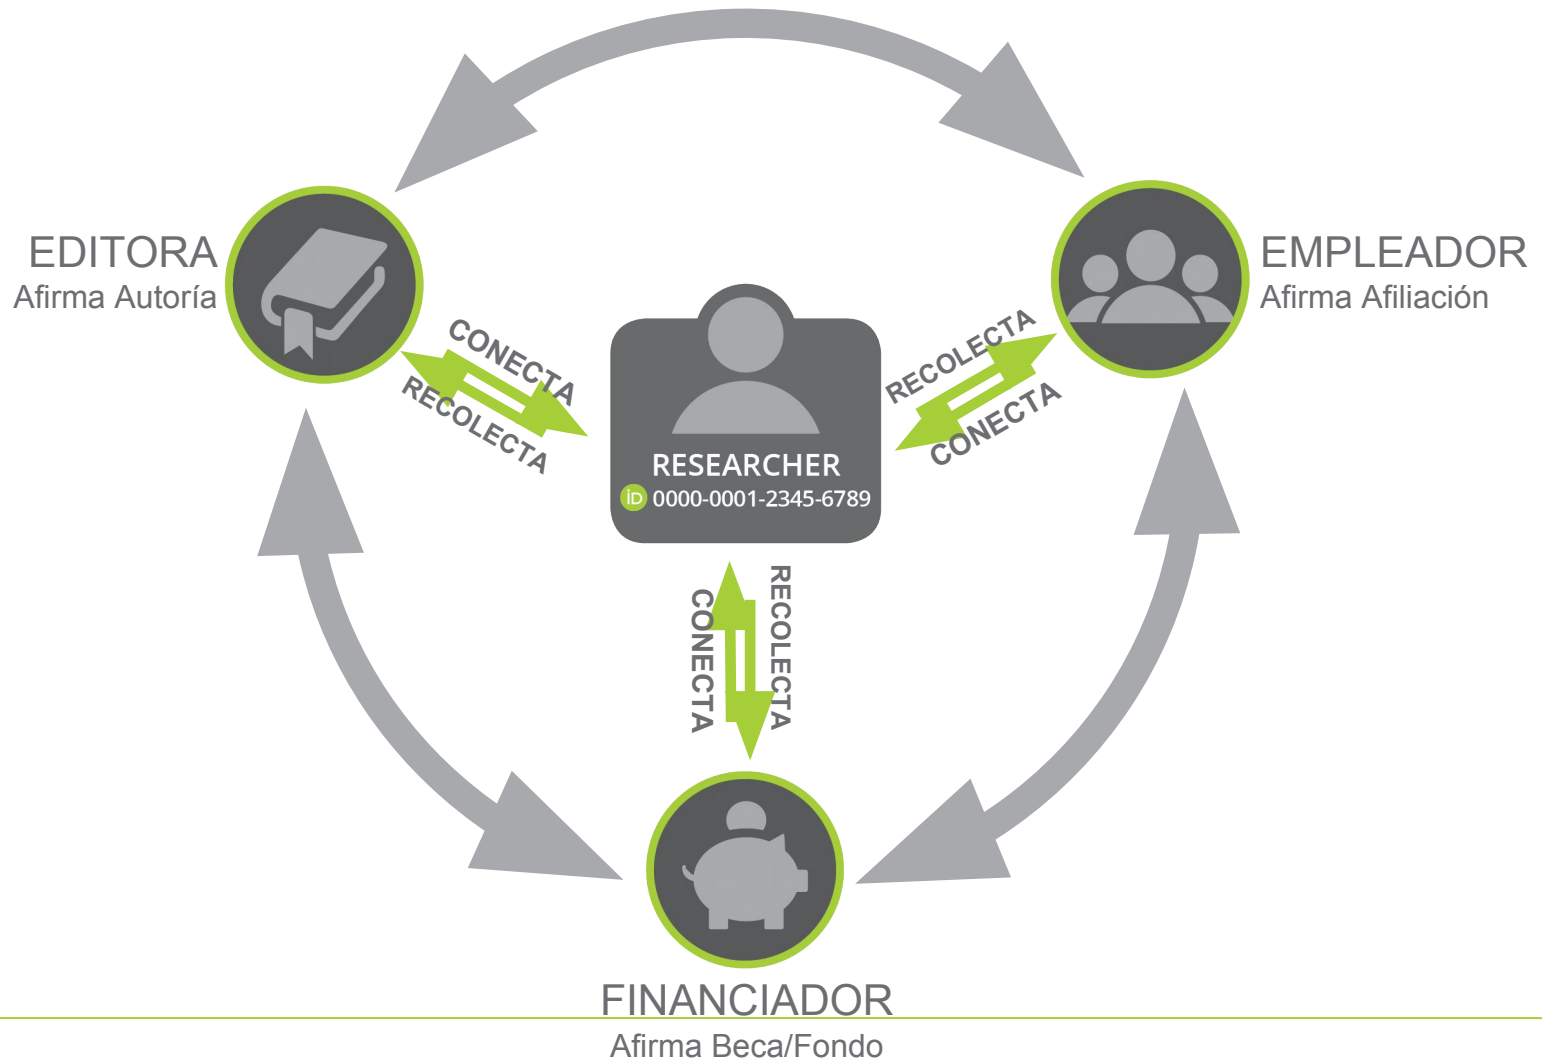 EDITORA
Afirma Autoría
EMPLEADOR
Afirma Afiliación
CONECTA
RECOLECTA
RECOLECTA
CONECTA
RESEARCHER
iD 0000-0001-2345-6789
CONECTA
RECOLECTA
FINANCIADOR
Afirma Beca/Fondo